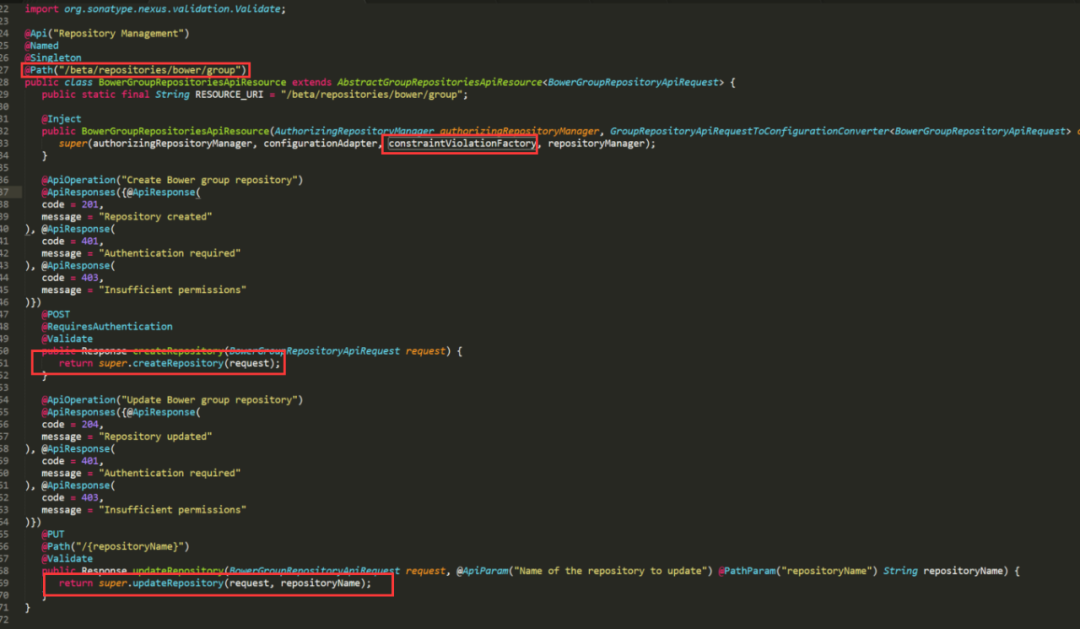 22 import org.sonatype.nexus.validation.Validate;
23
24 @Api("Repository Management")
25 @Named
26 @Singleton
27 @Path("/beta/repositories/bower/group")
28 public class BowerGroupRepositoriesApiResource extends AbstractGroupRepositoriesApiResource<BowerGroupRepositoryApiRequest> {
29 public static final String RESOURCE_URI = "/beta/repositories/bower/group";
30
31 @Inject
32 public BowerGroupRepositoriesApiResource(AuthorizingRepositoryManager authorizingRepositoryManager, GroupRepositoryApiRequestToConfigurationConverter<BowerGroupRepositoryApiRequest>
33 super(authorizingRepositoryManager, configurationAdapter, constraintViolationFactory, repositoryManager);
34 }
35
36 @ApiOperation("Create Bower group repository")
37 @ApiResponses({@ApiResponse(
38 code = 201,
39 message = "Repository created"
40 ), @ApiResponse(
41 code = 401,
42 message = "Authentication required"
43 ), @ApiResponse(
44 code = 403,
45 message = "Insufficient permissions"
46 )})
47 @POST
48 @RequiresAuthentication
49 @Validate
50 public Response createRepository(BowerGroupRepositoryApiRequest request) {
51 return super.createRepository(request);
52 }
53
54 @ApiOperation("Update Bower group repository")
55 @ApiResponses({@ApiResponse(
56 code = 204,
57 message = "Repository updated"
58 ), @ApiResponse(
59 code = 401,
60 message = "Authentication required"
61 ), @ApiResponse(
62 code = 403,
63 message = "Insufficient permissions"
64 )})
65 @PUT
66 @Path("/{repositoryName}")
67 @Validate
68 public Response updateRepository(BowerGroupRepositoryApiRequest request, @ApiParam("Name of the repository to update") @PathParam("repositoryName") String repositoryName) {
69 return super.updateRepository(request, repositoryName);
70 }
71 }
72